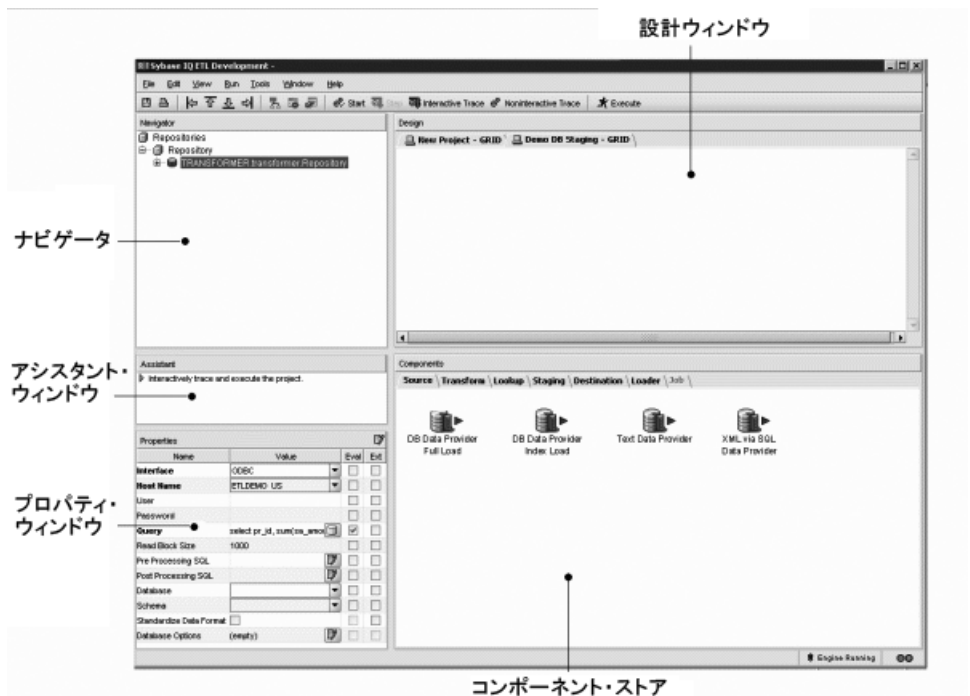 設計ウィンドウ
Sybase IQ ETL Development -
File Edit View Run Tools Window Help
Start Stop Interactive Trace Noninteractive Trace Execute
Navigator
Repositories
Repository
TRANSFORMER.transformer.Repository
Design
New Project - GRID Demo DB Staging - GRID
ナビゲータ
アシスタント・
ウィンドウ
Assistant
Interactively trace and execute the project.
Components
Source Transform Lookup Staging Destination Loader Job
DB Data Provider
Full Load
DB Data Provider
Index Load
Text Data Provider
XML via SQL
Data Provider
プロパティ・
ウィンドウ
Properties
Name Value Eval Ext
Interface ODBC
Host Name ETLDEMO_US
User
Password
Query select pr_id, sum(sa_amo
Read Block Size 1000
Pre Processing SQL
Post Processing SQL
Database
Schema
Standardize Data Format
Database Options (empty)
Engine Running
コンポーネント・ストア